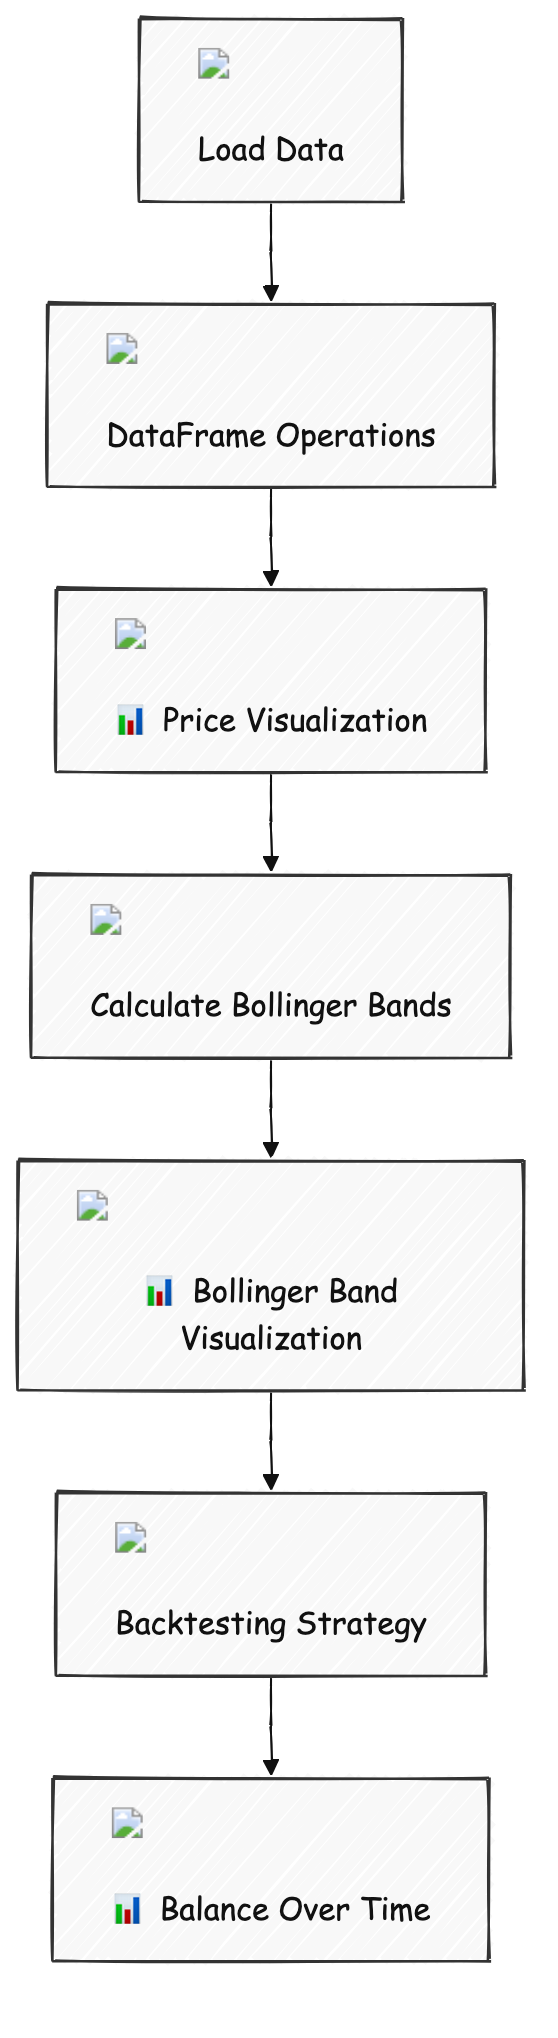 Load Data
DataFrame Operations
📊 Price Visualization
Calculate Bollinger Bands
📊 Bollinger Band
Visualization
Backtesting Strategy
📊 Balance Over Time